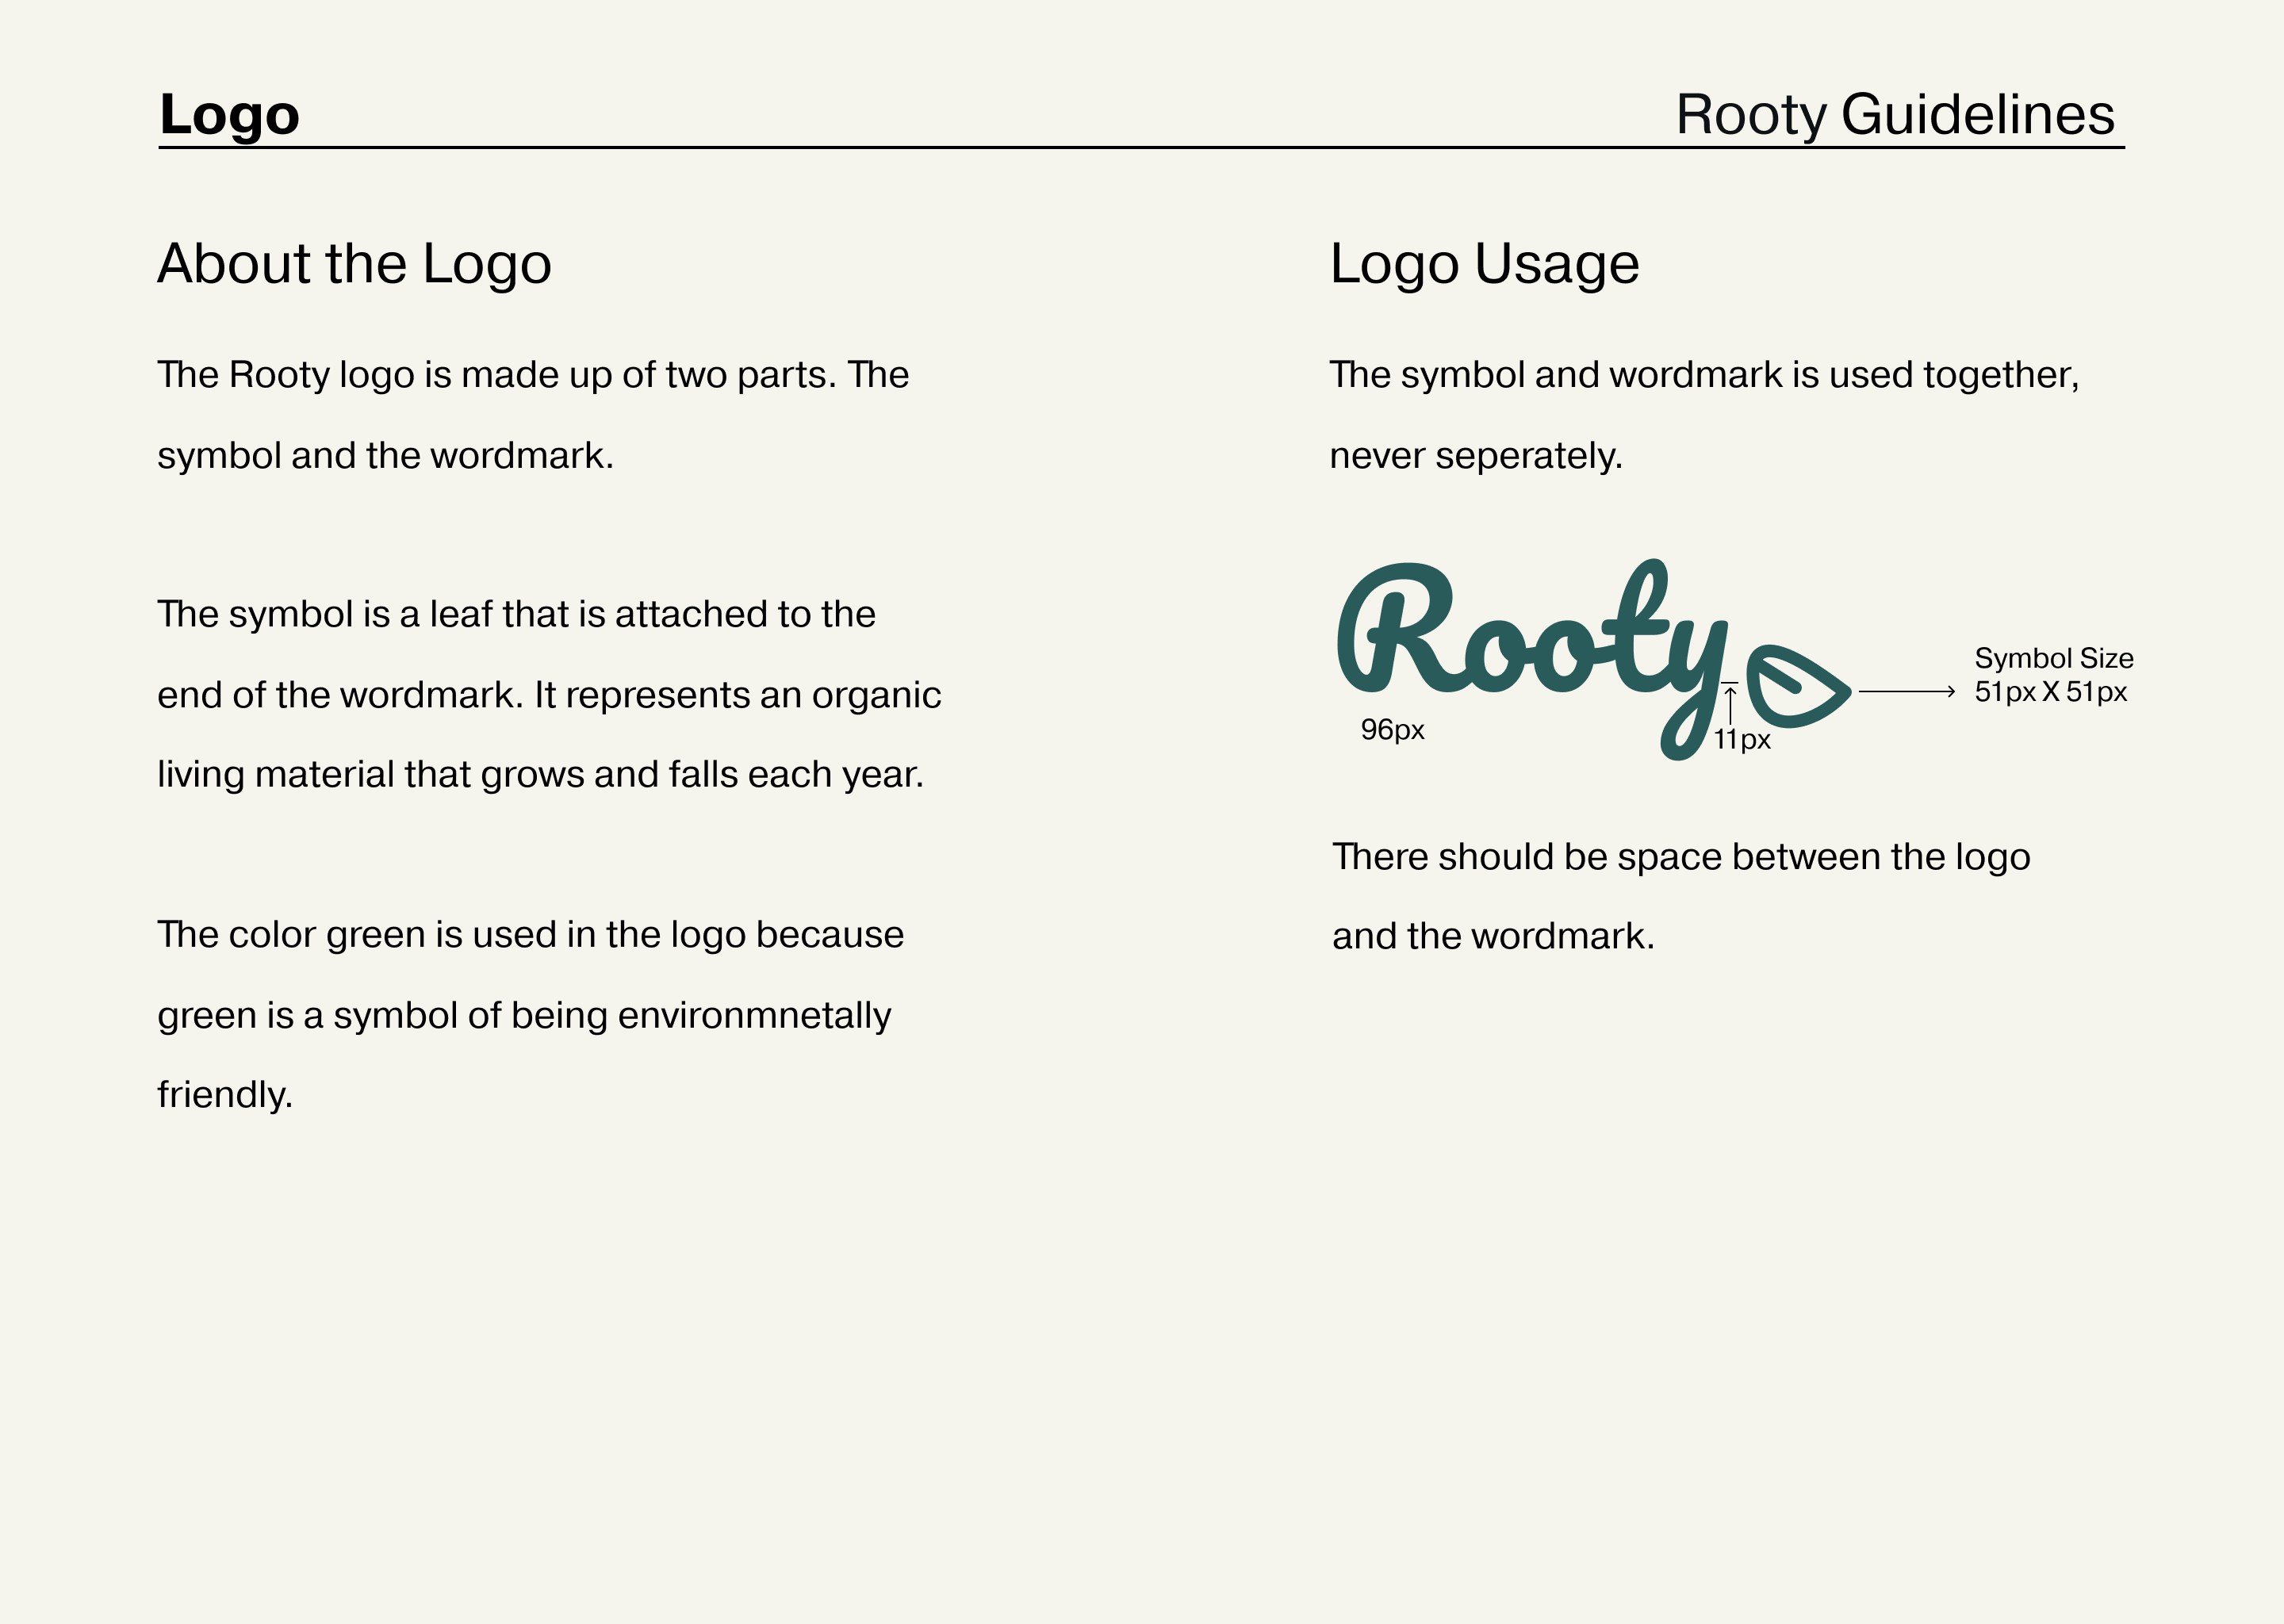 Logo
Rooty Guidelines
About the Logo
The Rooty logo is made up of two parts. The
symbol and the wordmark.
The symbol is a leaf that is attached to the
end of the wordmark. It represents an organic
living material that grows and falls each year.
The color green is used in the logo because
green is a symbol of being environmnetally
friendly.
Logo Usage
The symbol and wordmark is used together,
never seperately.
Rooty
96px
11px
Symbol Size
51px X 51px
There should be space between the logo
and the wordmark.